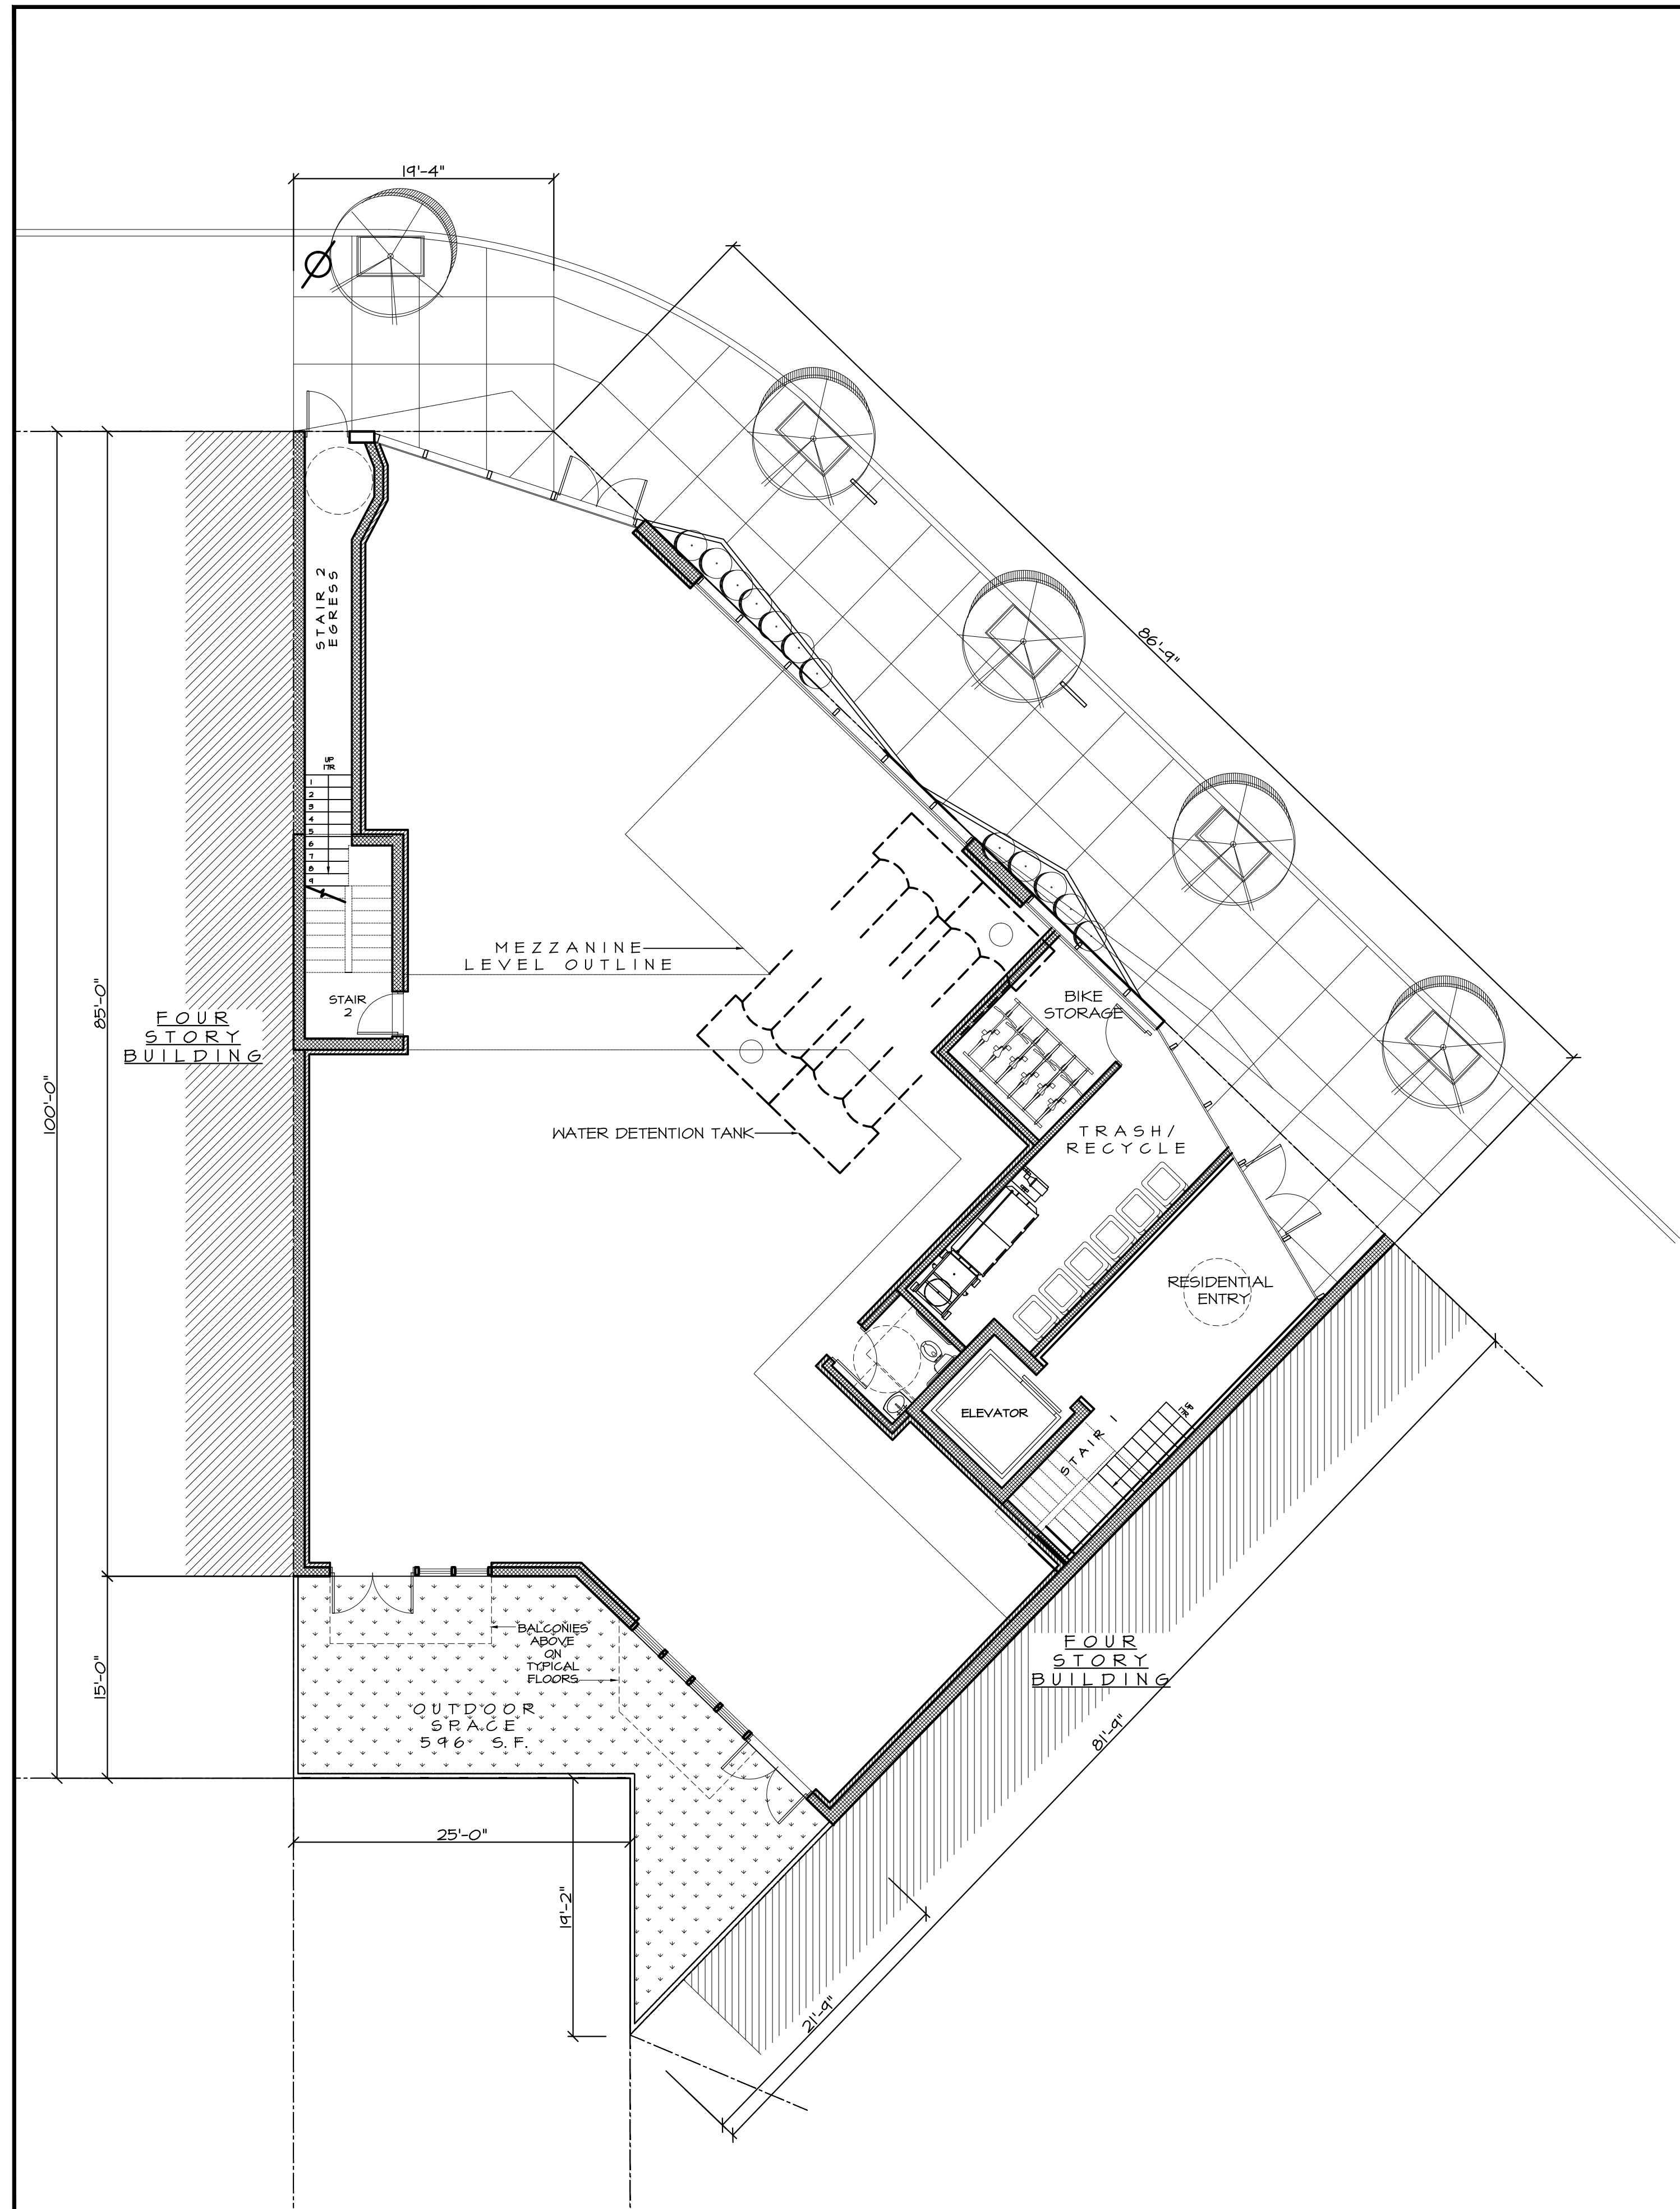 19'-4"
86'-9"
STAIR 2
EGRESS
UP
17R
1
2
3
4
5
6
7
8
9
MEZZANINE
LEVEL OUTLINE
STAIR
2
BIKE
STORAGE
FOUR
STORY
BUILDING
85'-0"
100'-0"
WATER DETENTION TANK
TRASH/
RECYCLE
RESIDENTIAL
ENTRY
ELEVATOR
STAIR 1
UP
17R
BALCONIES
ABOVE
ON
TYPICAL
FLOORS
FOUR
STORY
BUILDING
15'-0"
OUTDOOR
SPACE
596 S.F.
81'-9"
25'-0"
19'-2"
21'-9"